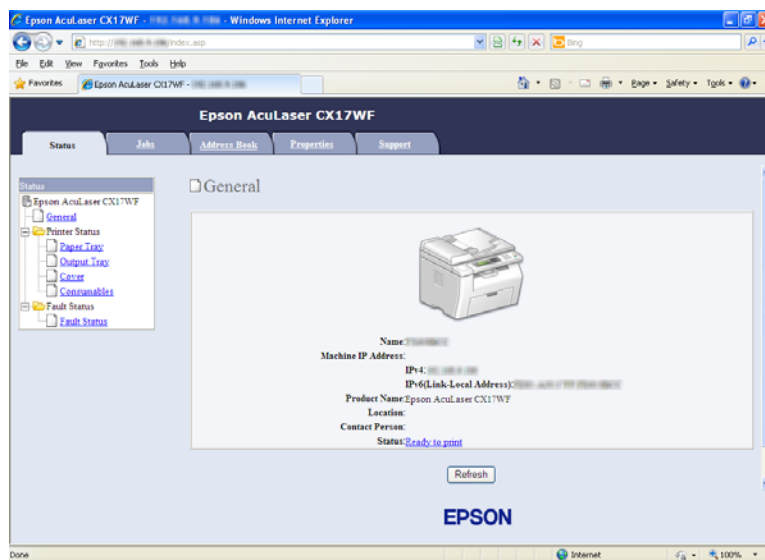 Epson AcuLaser CX17WF - - Windows Internet Explorer
http:// /index.asp
Bing
File Edit View Favorites Tools Help
Favorites Epson AcuLaser CX17WF -
Page Safety Tools
Epson AcuLaser CX17WF
Status Jobs Address Book Properties Support
Status
Epson AcuLaser CX17WF
General
Printer Status
Paper Tray
Output Tray
Cover
Consumables
Fault Status
Fault Status
General
Name:
Machine IP Address:
IPv4:
IPv6(Link-Local Address):
Product Name:Epson AcuLaser CX17WF
Location:
Contact Person:
Status:Ready to print
Refresh
EPSON
Done Internet 100%